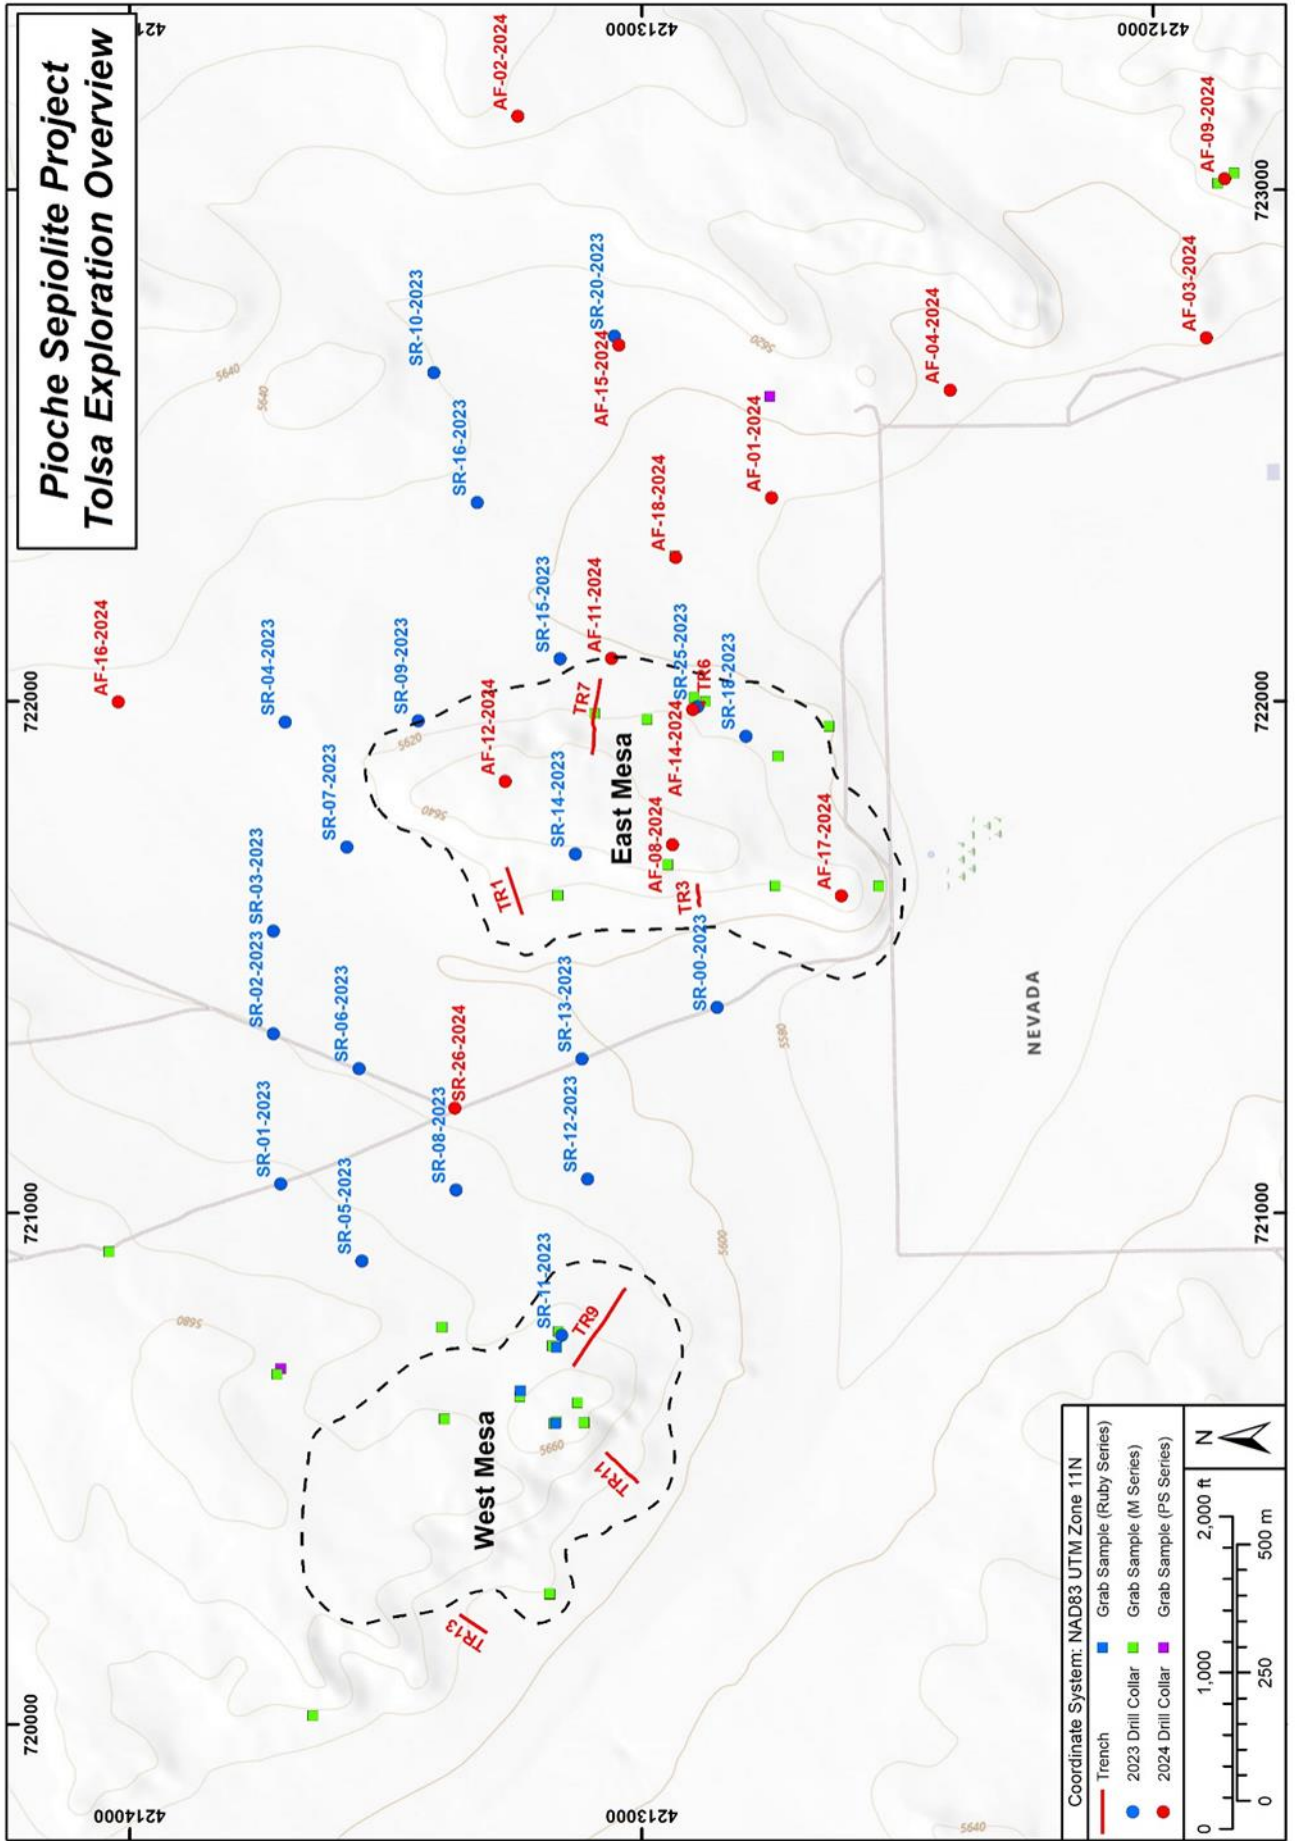 Pioche Sepiolite Project
Tolsa Exploration Overview
720000
721000
722000
4214000
421
AF-16-2024
5680
5640
5640
SR-01-2023
SR-02-2023
SR-03-2023
SR-04-2023
SR-05-2023
SR-06-2023
SR-07-2023
SR-09-2023
SR-10-2023
5620
5640
SR-08-2023
SR-26-2024
SR-16-2023
TR13
West Mesa
AF-12-2024
AF-02-2024
TR1
SR-11-2023
5660
SR-12-2023
SR-13-2023
SR-14-2023
SR-15-2023
TR9
TR7
AF-11-2024
AF-15-2024
SR-20-2023
TR11
East Mesa
4213000
4213000
AF-08-2024
AF-14-2024
SR-25-2023
AF-18-2024
TR3
TR6
SR-00-2023
SR-18-2023
5600
AF-01-2024
5620
5580
AF-17-2024
AF-04-2024
5640
NEVADA
4212000
AF-03-2024
AF-09-2024
721000
722000
723000
Coordinate System: NAD83 UTM Zone 11N
Trench
Grab Sample (Ruby Series)
2023 Drill Collar
Grab Sample (M Series)
2024 Drill Collar
Grab Sample (PS Series)
0 1,000 2,000 ft
0 250 500 m
N